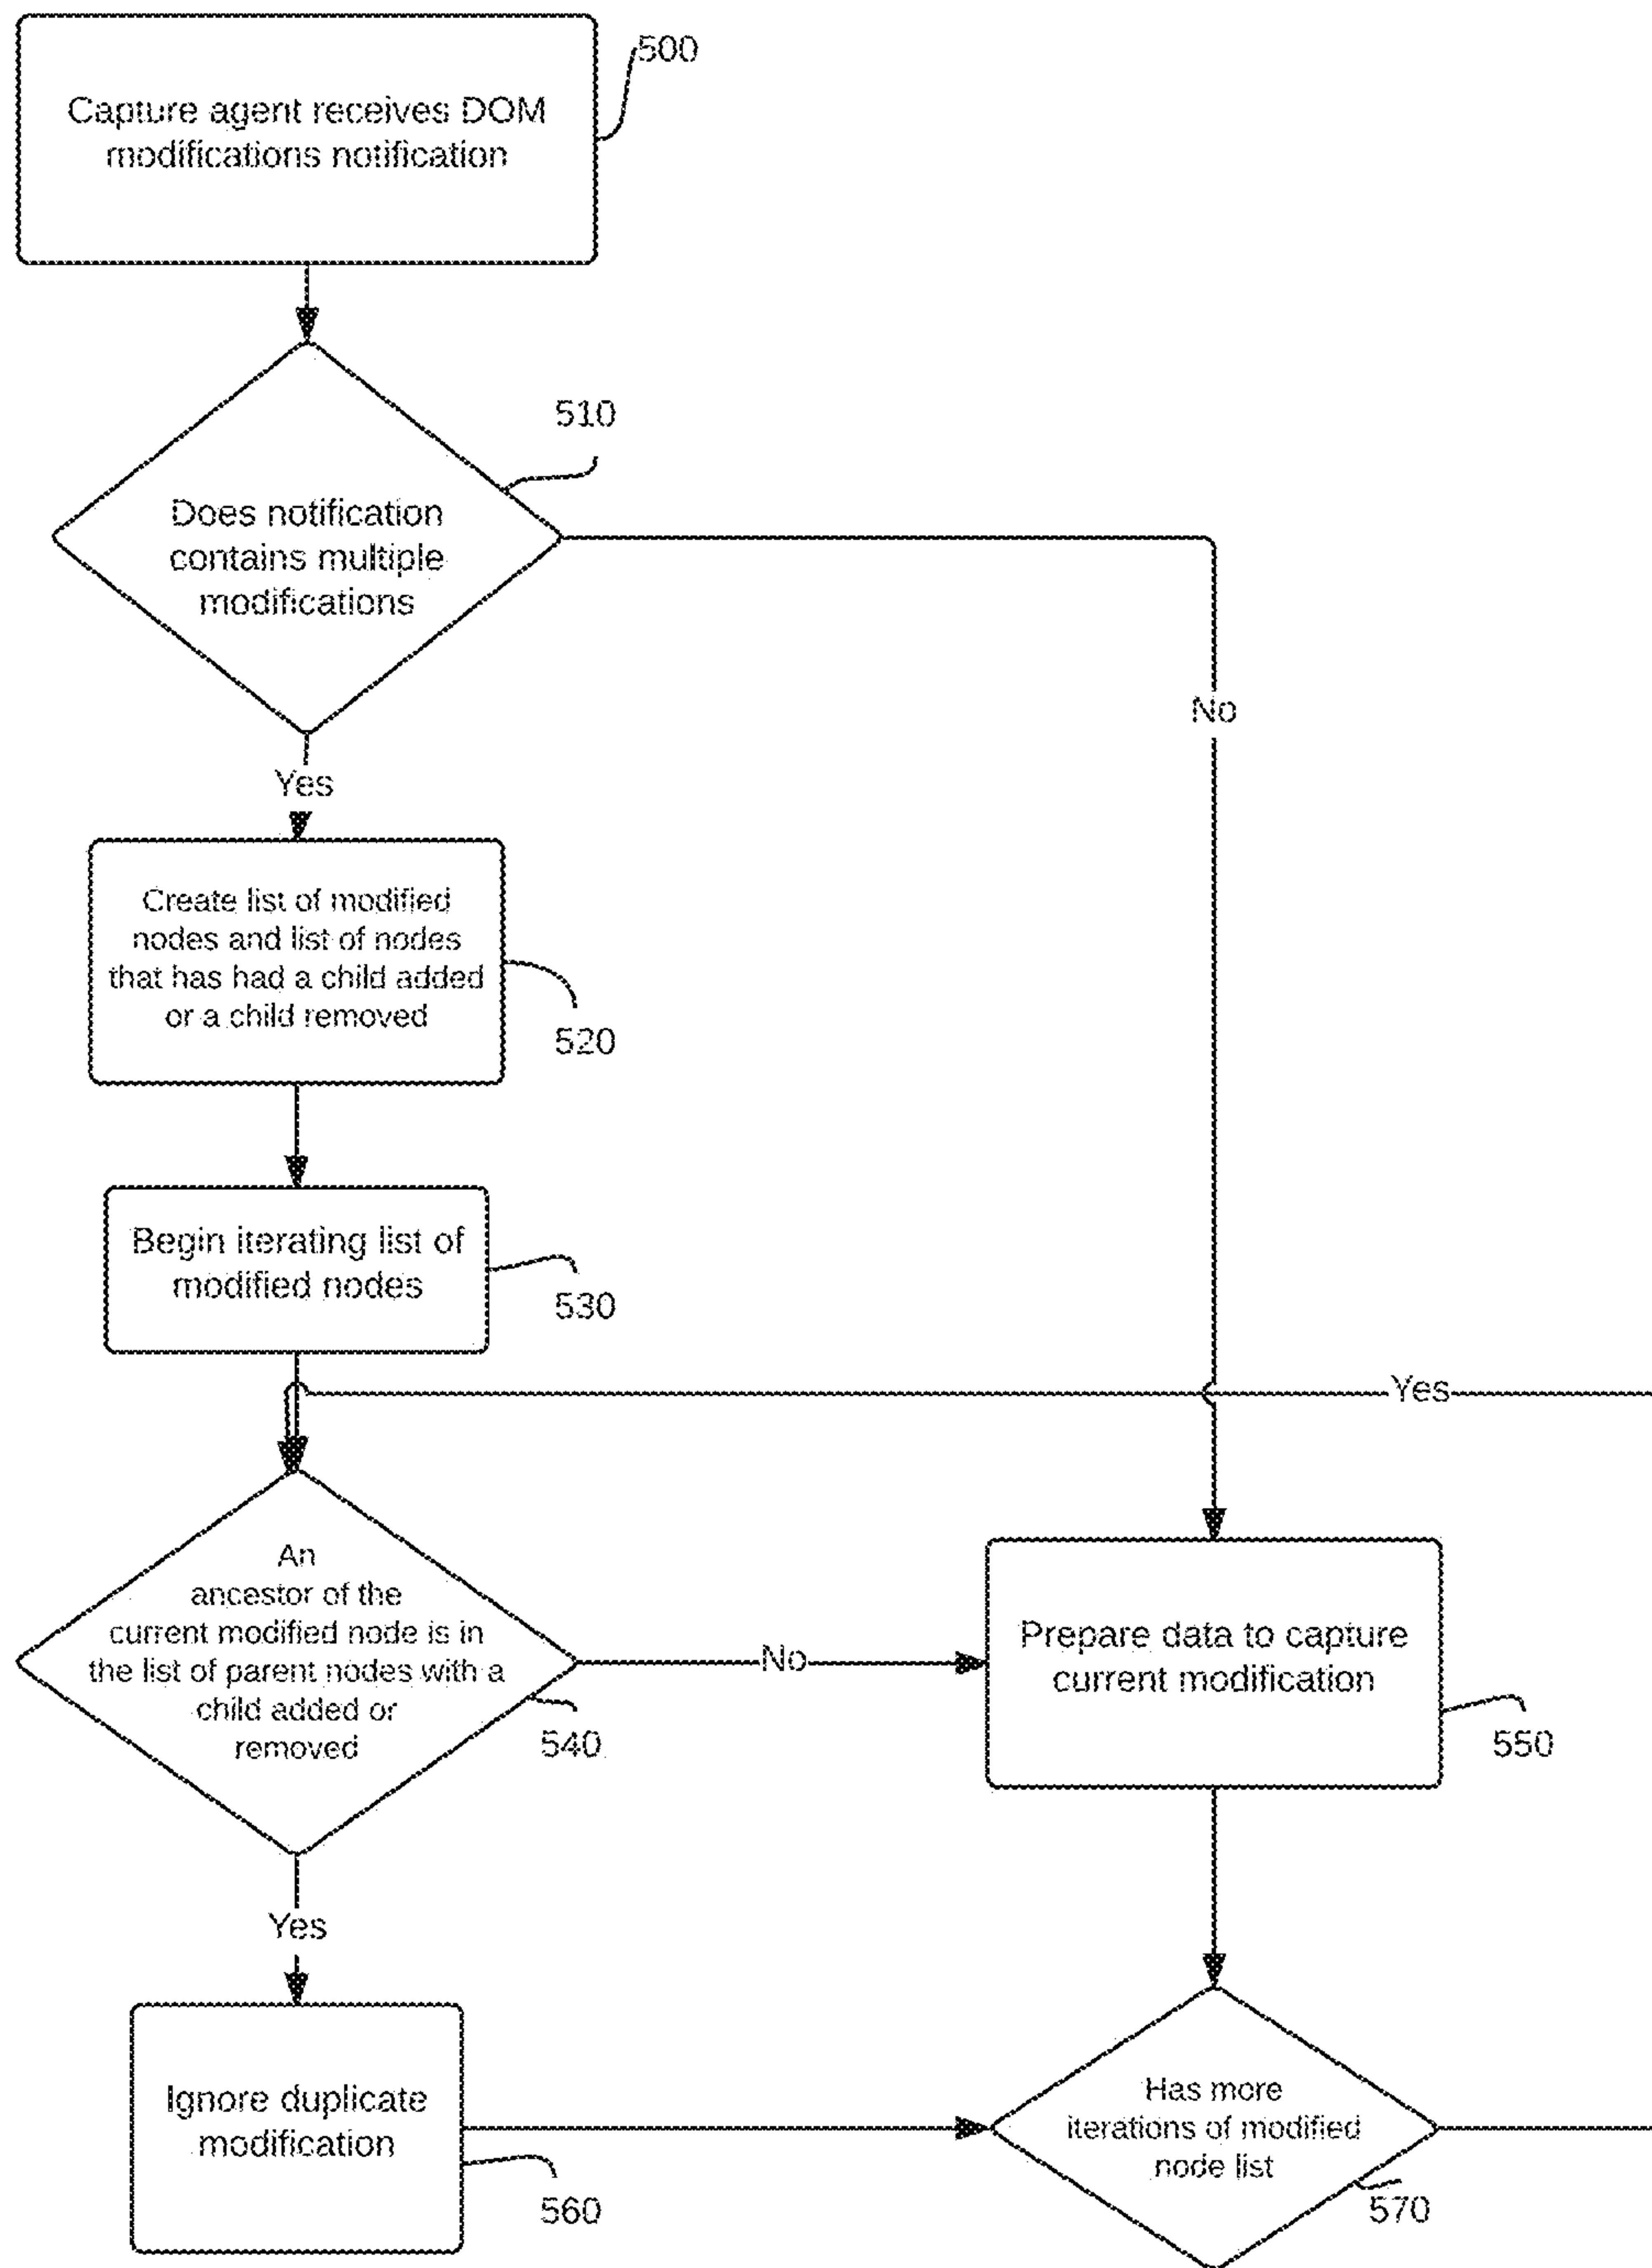 500
Capture agent receives DOM
modifications notification
510
Does notification
contains multiple
modifications
No
Yes
Create list of modified
nodes and list of nodes
that has had a child added
or a child removed
520
Begin iterating list of
modified nodes
530
Yes
An
ancestor of the
current modified node is in
the list of parent nodes with a
child added or
removed
540
No
Prepare data to capture
current modification
550
Yes
Ignore duplicate
modification
560
Has more
iterations of modified
node list
570